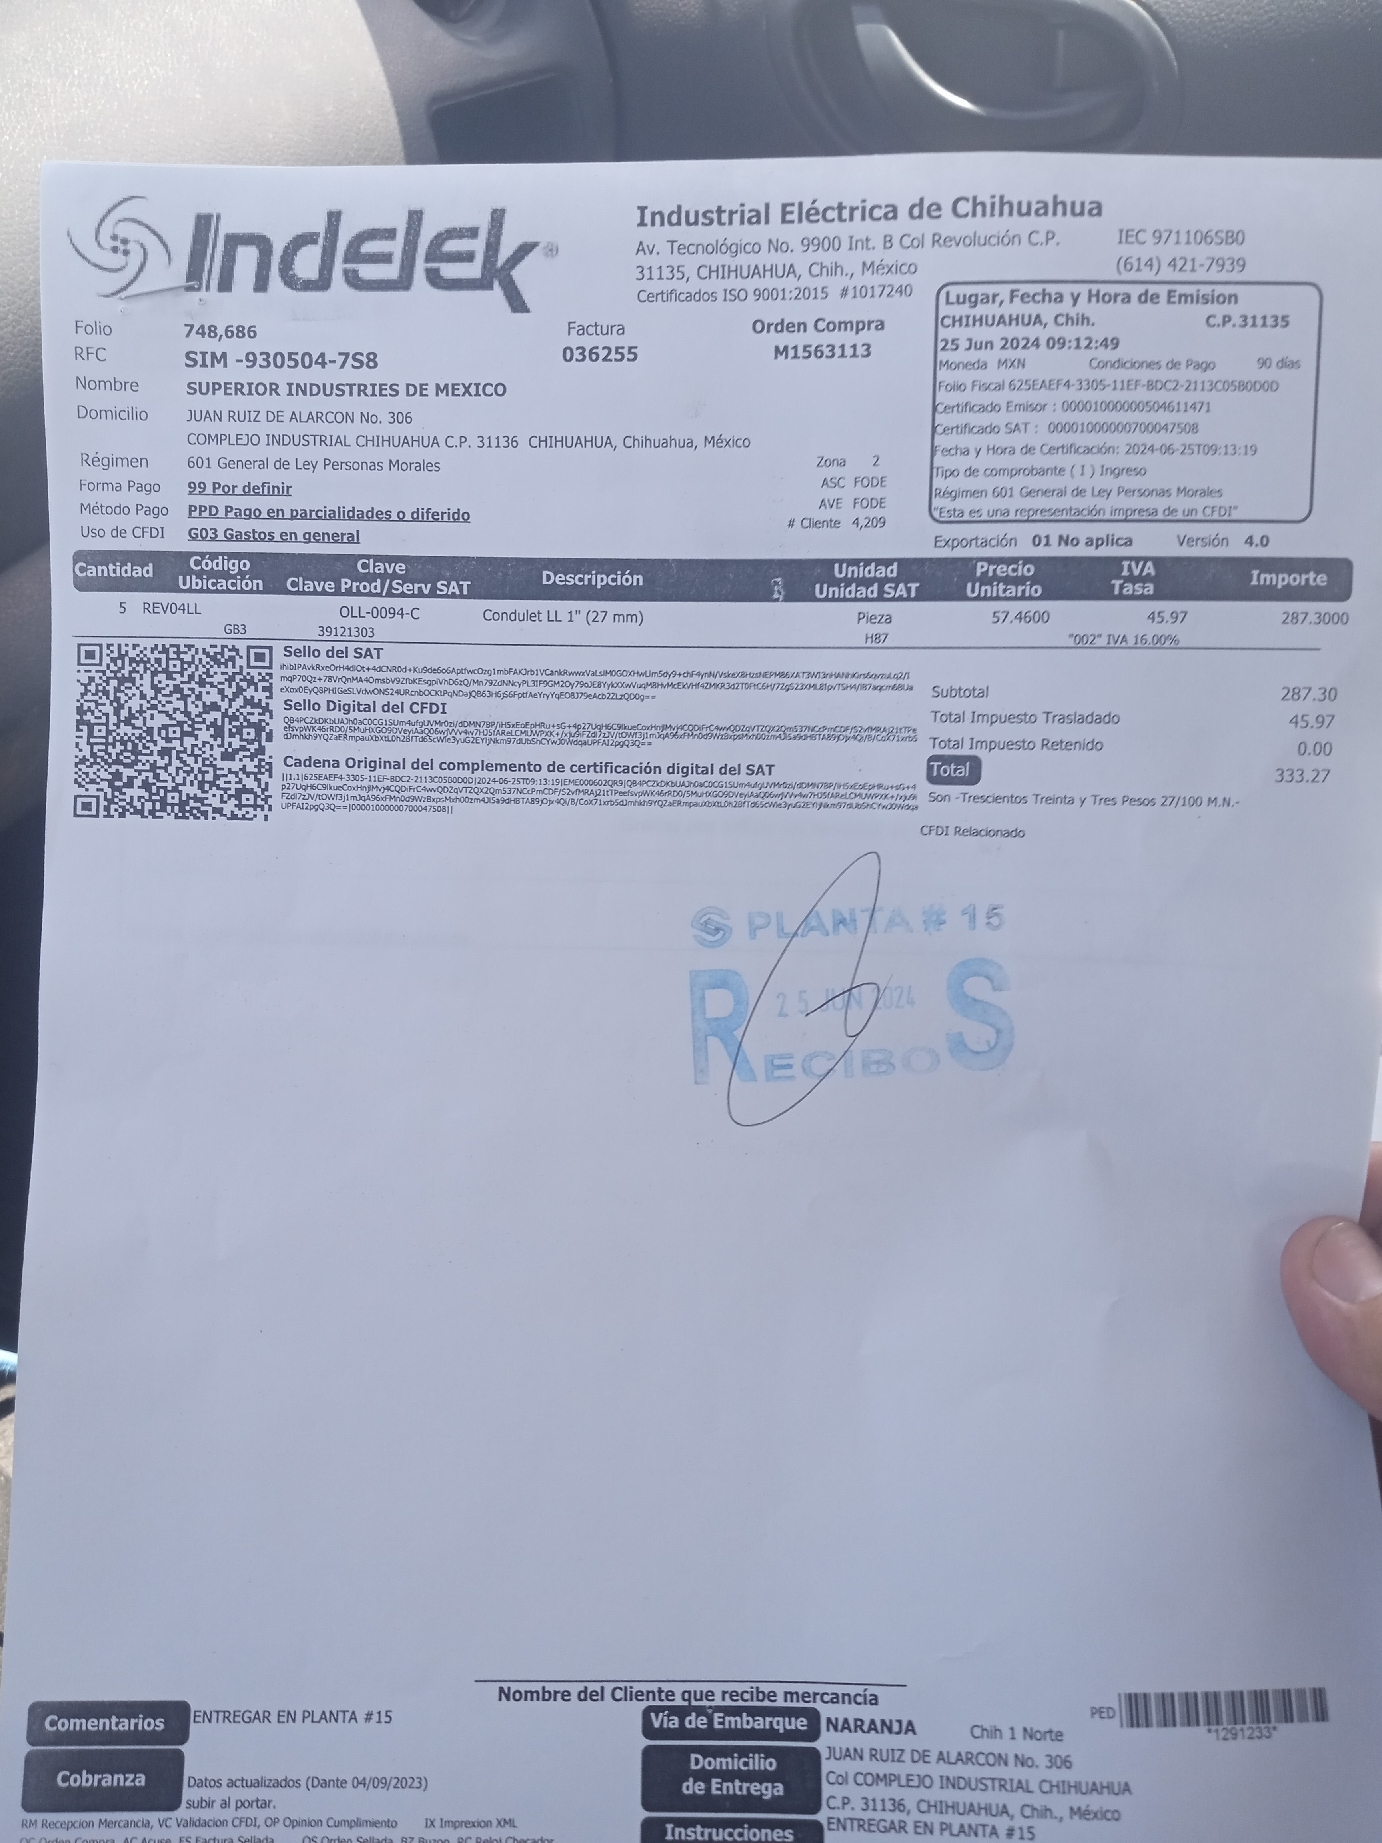 Indelek®
Industrial Eléctrica de Chihuahua
Av. Tecnológico No. 9900 Int. B Col Revolución C.P.
31135, CHIHUAHUA, Chih., México
Certificados ISO 9001:2015 #1017240
IEC 971106SB0
(614) 421-7939
Folio 748,686
Factura
036255
Orden Compra
M1563113
RFC SIM -930504-7S8
Nombre SUPERIOR INDUSTRIES DE MEXICO
Domicilio JUAN RUIZ DE ALARCON No. 306
COMPLEJO INDUSTRIAL CHIHUAHUA C.P. 31136 CHIHUAHUA, Chihuahua, México
Régimen 601 General de Ley Personas Morales
Forma Pago 99 Por definir
Método Pago PPD Pago en parcialidades o diferido
Uso de CFDI G03 Gastos en general
Zona 2
ASC FODE
AVE FODE
# Cliente 4,209
Lugar, Fecha y Hora de Emision
CHIHUAHUA, Chih. C.P.31135
25 Jun 2024 09:12:49
Moneda MXN Condiciones de Pago 90 días
Folio Fiscal 625EAEF4-3305-11EF-BDC2-2113C05B0D0D
Certificado Emisor : 00001000000504611471
Certificado SAT : 00001000000700047508
Fecha y Hora de Certificación: 2024-06-25T09:13:19
Tipo de comprobante ( I ) Ingreso
Régimen 601 General de Ley Personas Morales
"Esta es una representación impresa de un CFDI"
Exportación 01 No aplica Versión 4.0
Cantidad Código Ubicación Clave Clave Prod/Serv SAT Descripción Unidad Unidad SAT Precio Unitario IVA Tasa Importe
5 REV04LL OLL-0094-C Condulet LL 1" (27 mm) Pieza 57.4600 45.97 287.3000
GB3 39121303 H87 "002" IVA 16.00%
Sello del SAT
Sello Digital del CFDI
Cadena Original del complemento de certificación digital del SAT
Subtotal 287.30
Total Impuesto Trasladado 45.97
Total Impuesto Retenido 0.00
Total 333.27
Son -Trescientos Treinta y Tres Pesos 27/100 M.N.-
CFDI Relacionado
PLANTA # 15
25 JUN 2024
RECIBOS
Nombre del Cliente que recibe mercancía
Comentarios ENTREGAR EN PLANTA #15
Vía de Embarque NARANJA Chih 1 Norte
PED
*1291233*
Cobranza Datos actualizados (Dante 04/09/2023)
subir al portar.
Domicilio de Entrega
JUAN RUIZ DE ALARCON No. 306
Col COMPLEJO INDUSTRIAL CHIHUAHUA
C.P. 31136, CHIHUAHUA, Chih., México
RM Recepcion Mercancia, VC Validacion CFDI, OP Opinion Cumplimiento IX Imprexion XML
Instrucciones ENTREGAR EN PLANTA #15